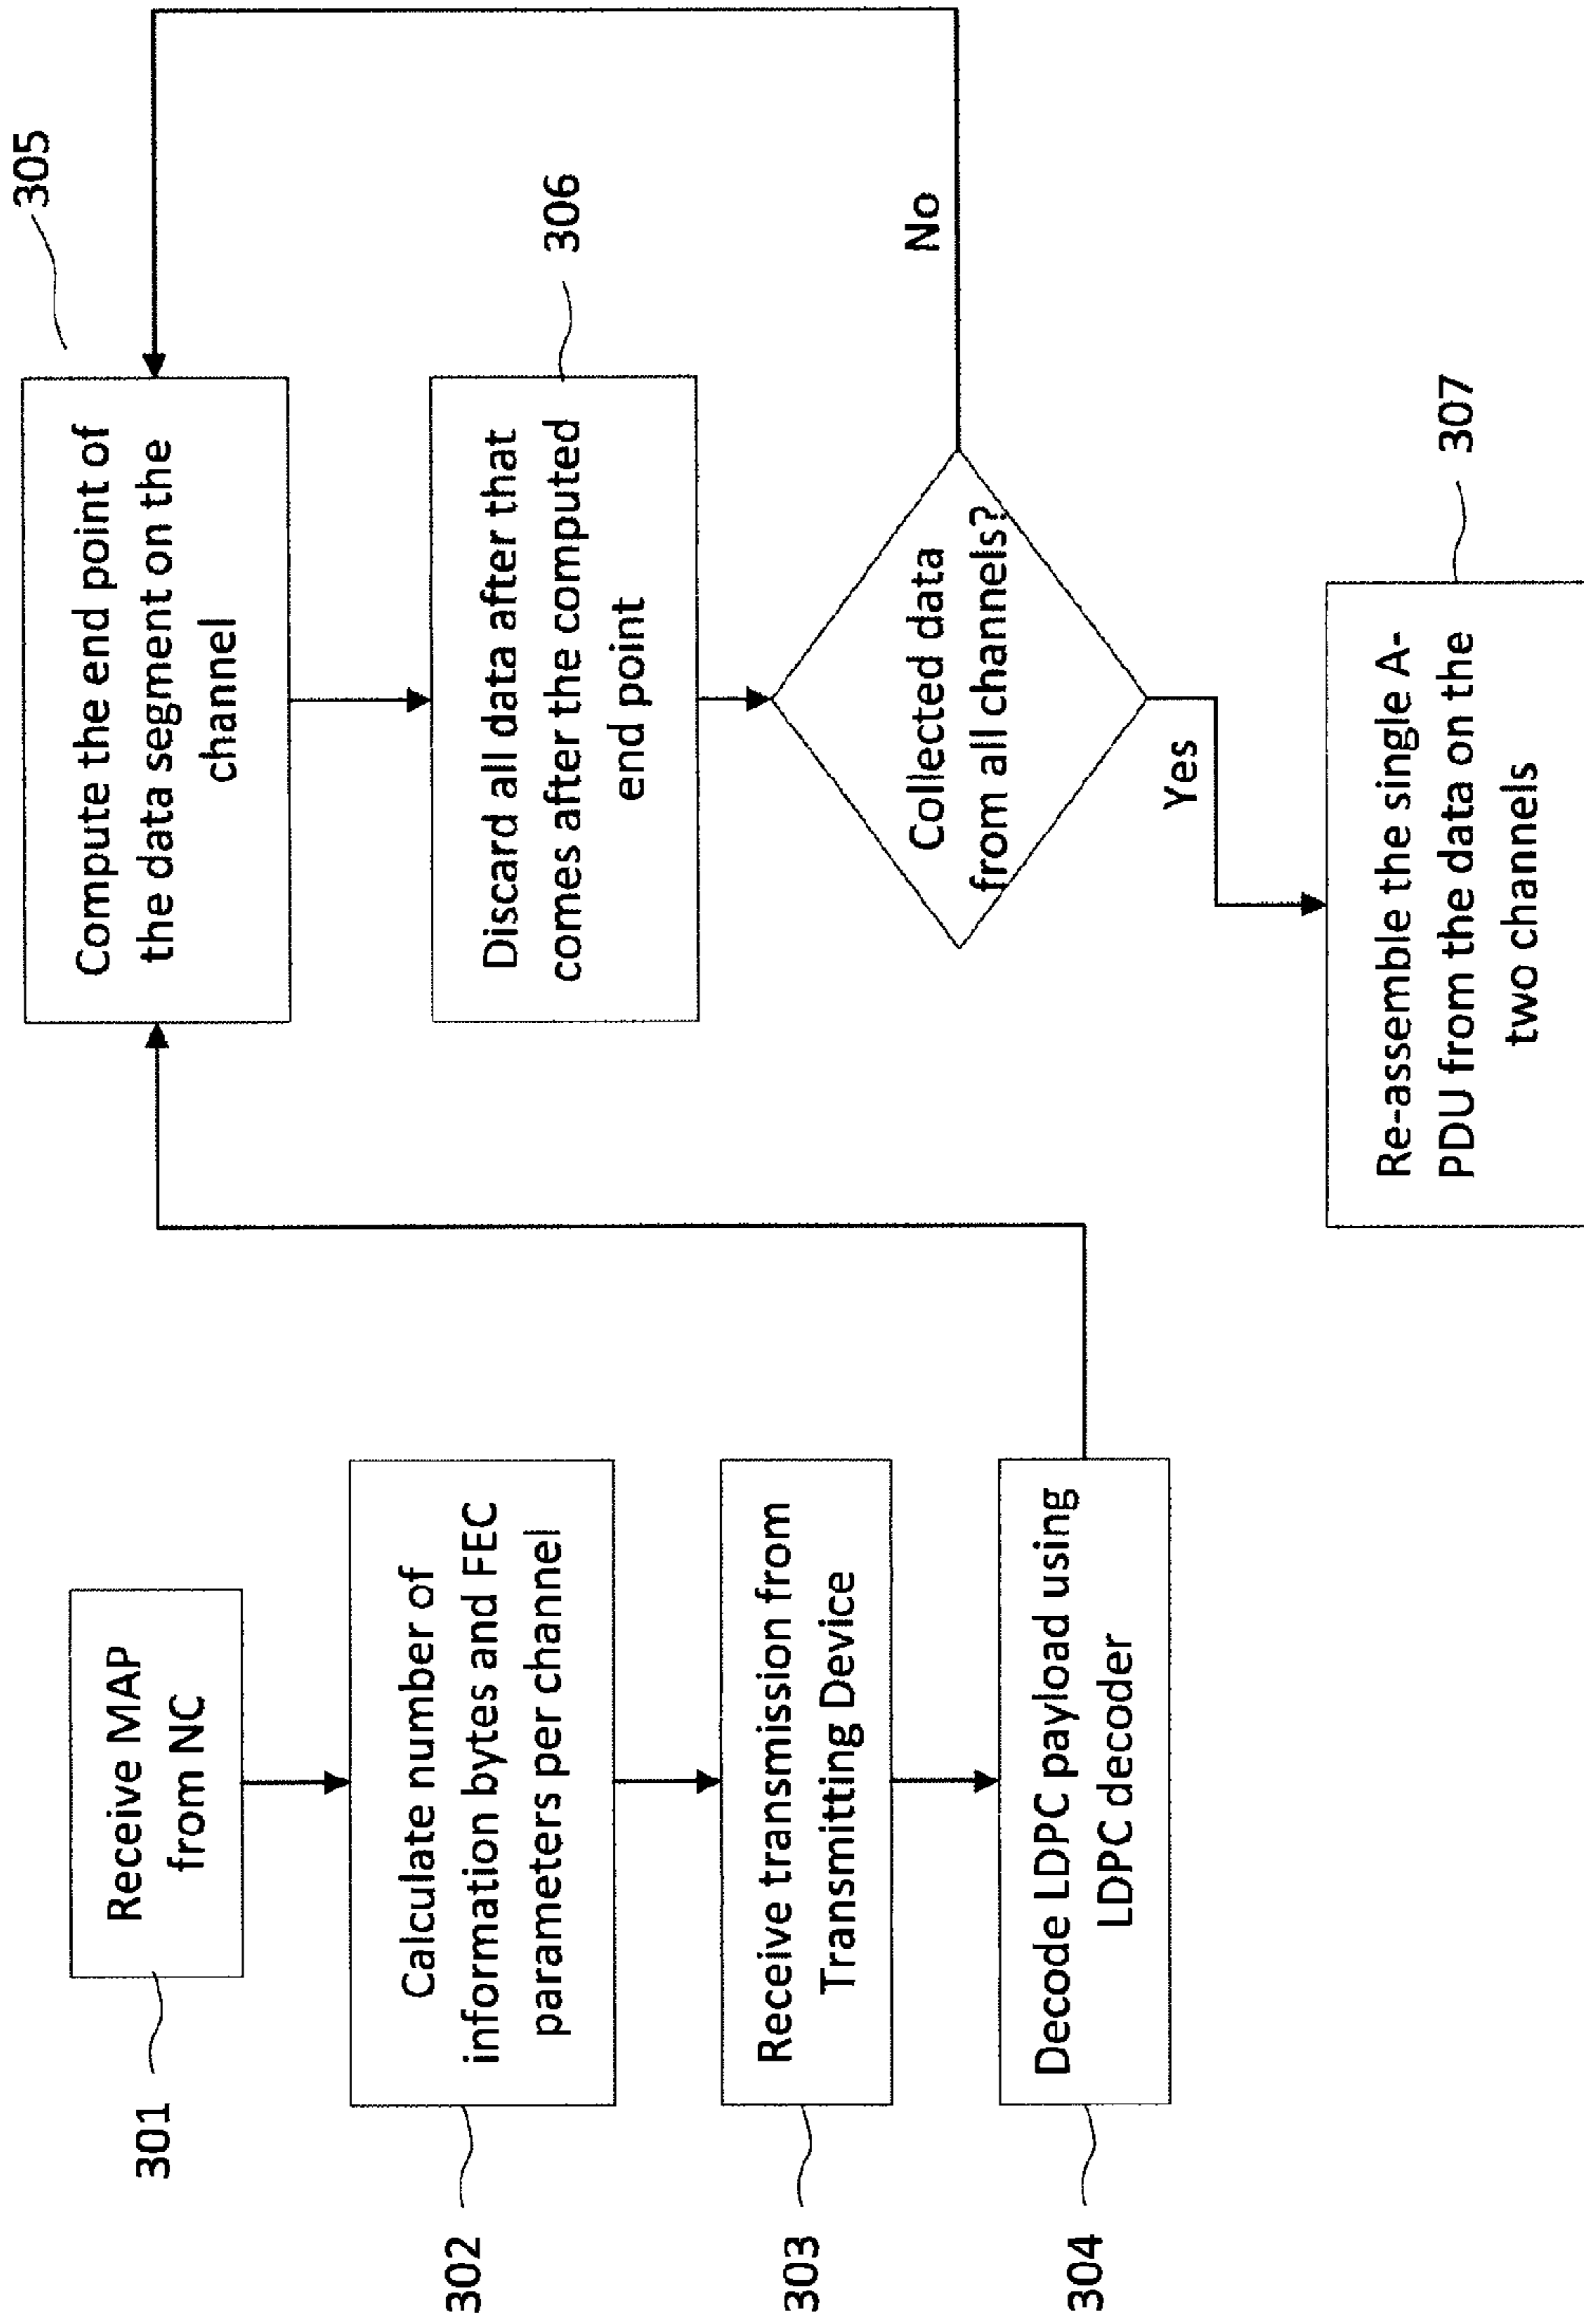 301
Receive MAP
from NC
302
Calculate number of
information bytes and FEC
parameters per channel
303
Receive transmission from
Transmitting Device
304
Decode LDPC payload using
LDPC decoder
305
Compute the end point of
the data segment on the
channel
306
Discard all data after that
comes after the computed
end point
Collected data
from all channels?
No
Yes
307
Re-assemble the single A-
PDU from the data on the
two channels